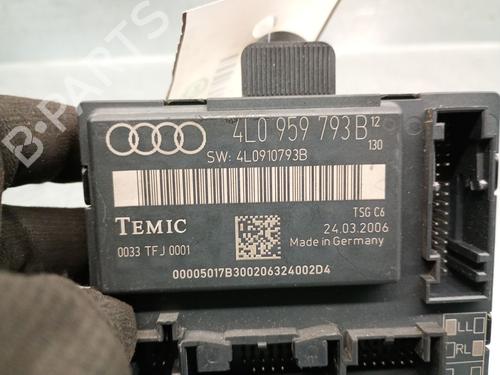 B-PARTS
4L0 959 793 B 12
130
SW: 4L0910793B
TEMIC
TSG C6
24.03.2006
0033 TFJ 0001
Made in Germany
00005017B300206324002D4
LL
RL